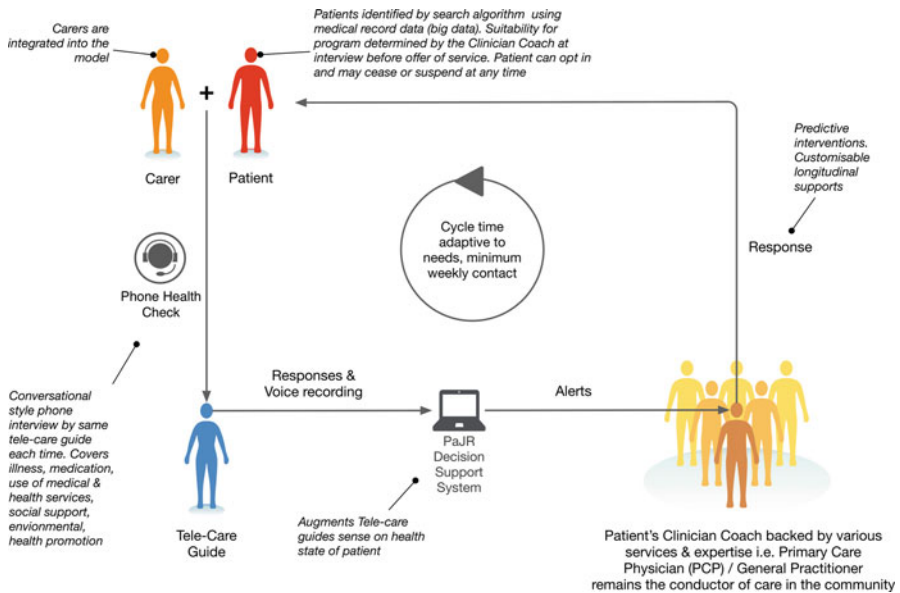 Carers are
integrated into the
model
Patients identified by search algorithm using
medical record data (big data). Suitability for
program determined by the Clinician Coach at
interview before offer of service. Patient can opt in
and may cease or suspend at any time
+
Carer
Patient
Predictive
interventions.
Customisable
longitudinal
supports
Cycle time
adaptive to
needs, minimum
weekly contact
Response
Phone Health
Check
Conversational
style phone
interview by same
tele-care guide
each time. Covers
illness, medication,
use of medical &
health services,
social support,
envionmental,
health promotion
Responses &
Voice recording
Alerts
PaJR
Decision
Support
System
Tele-Care
Guide
Augments Tele-care
guides sense on health
state of patient
Patient's Clinician Coach backed by various
services & expertise i.e. Primary Care
Physician (PCP) / General Practitioner
remains the conductor of care in the community